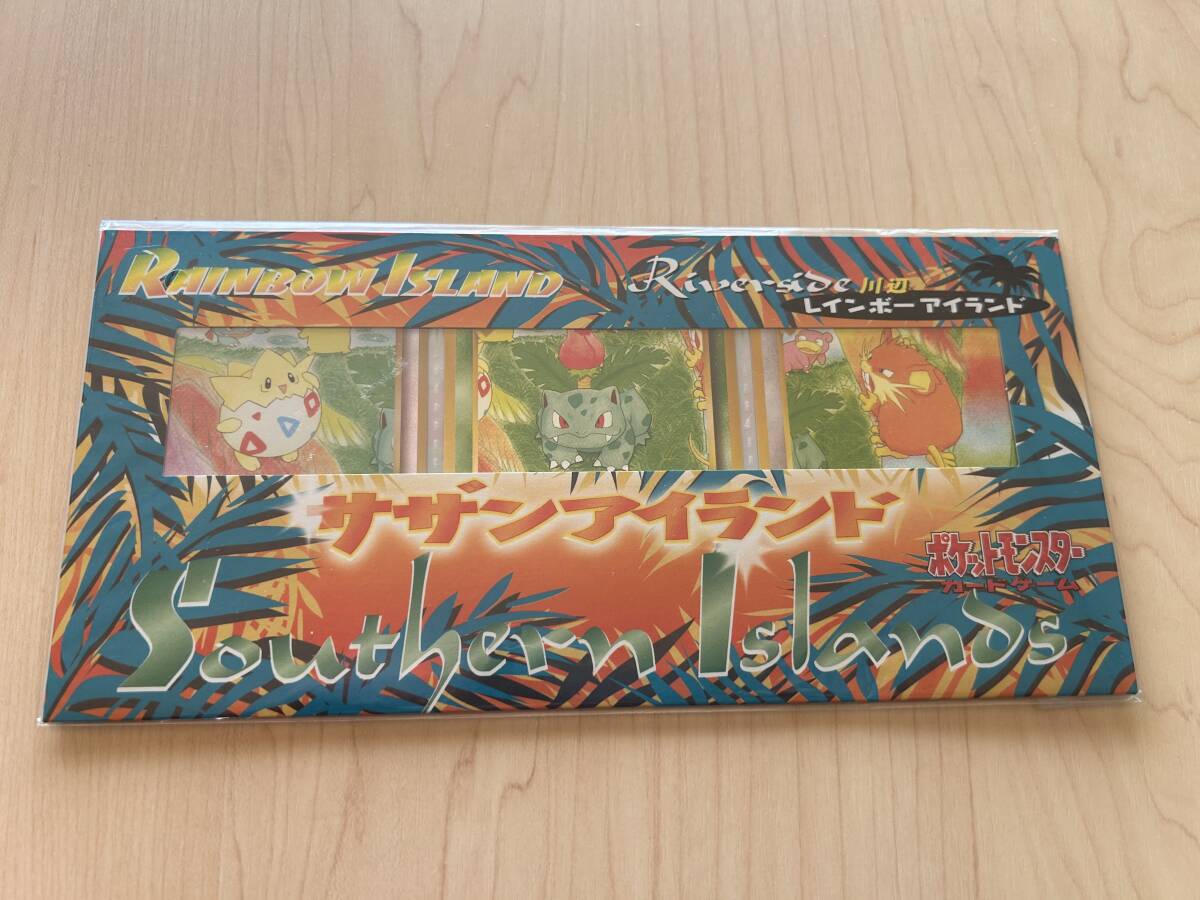 RAINBOW ISLAND
Riverside 川辺
レインボーアイランド
サザンアイランド
ポケットモンスター
カードゲーム
Southern Islands